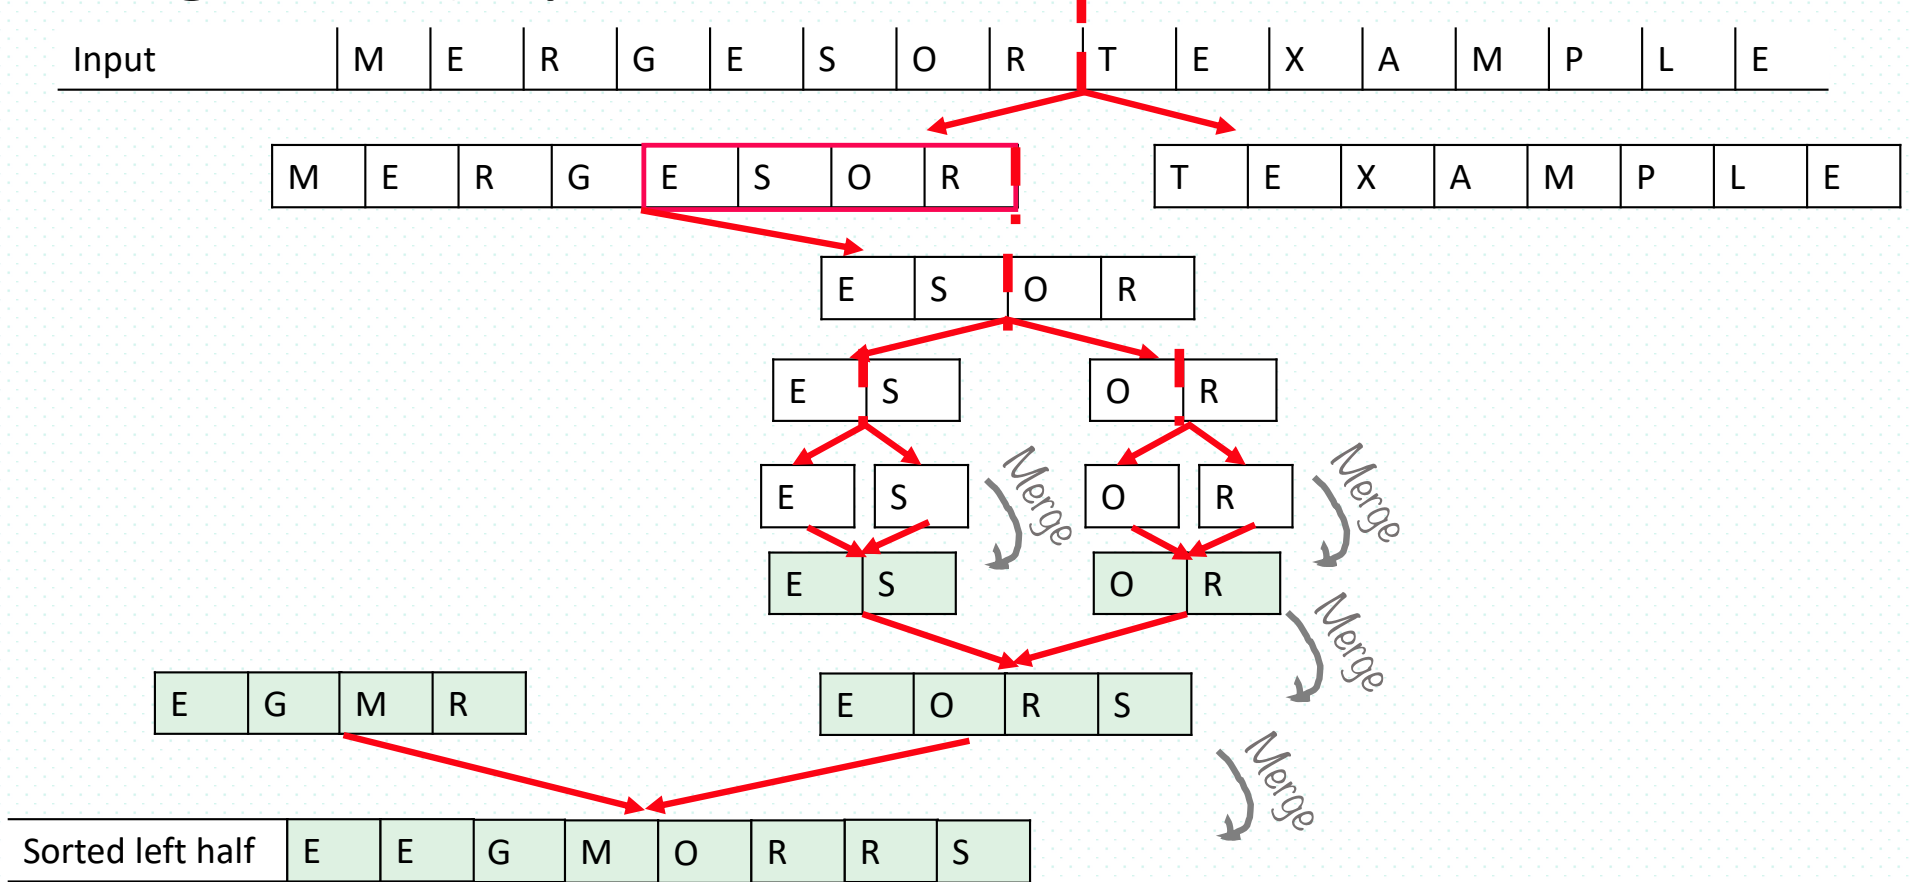 Input M E R G E S O R T E X A M P L E
M E R G E S O R T E X A M P L E
E S O R
E S O R
E S O R
Merge Merge
E S O R
Merge
E G M R E O R S
Merge
Sorted left half E E G M O R R S